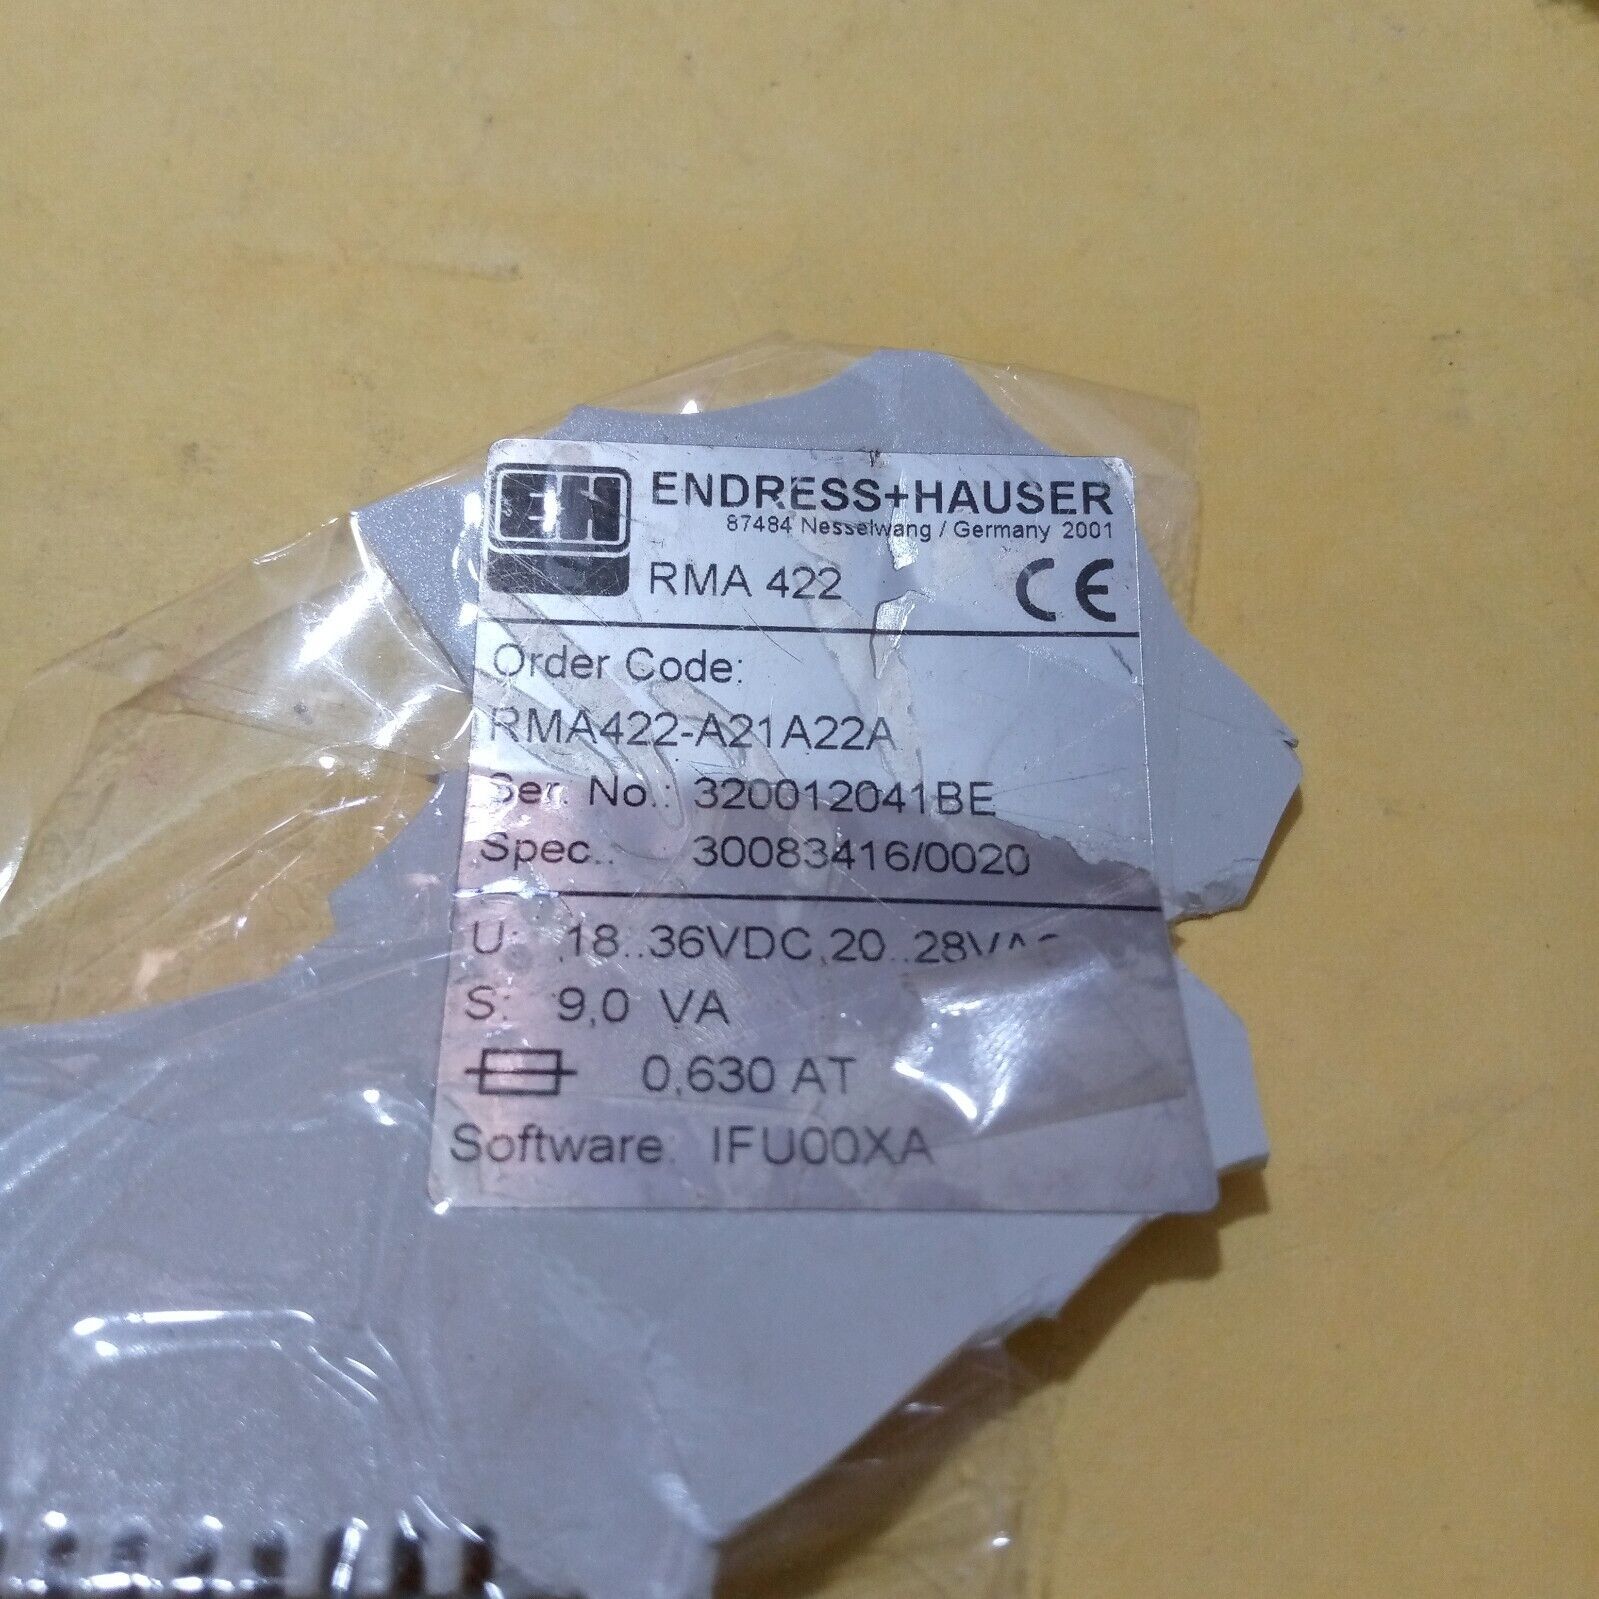 EH ENDRESS+HAUSER
87484 Nesselwang / Germany 2001
RMA 422 CE
Order Code:
RMA422-A21A22A
Ser. No.: 320012041BE
Spec.: 30083416/0020
U: 18..36VDC,20..28VAC
S: 9,0 VA
0,630 AT
Software: IFU00XA